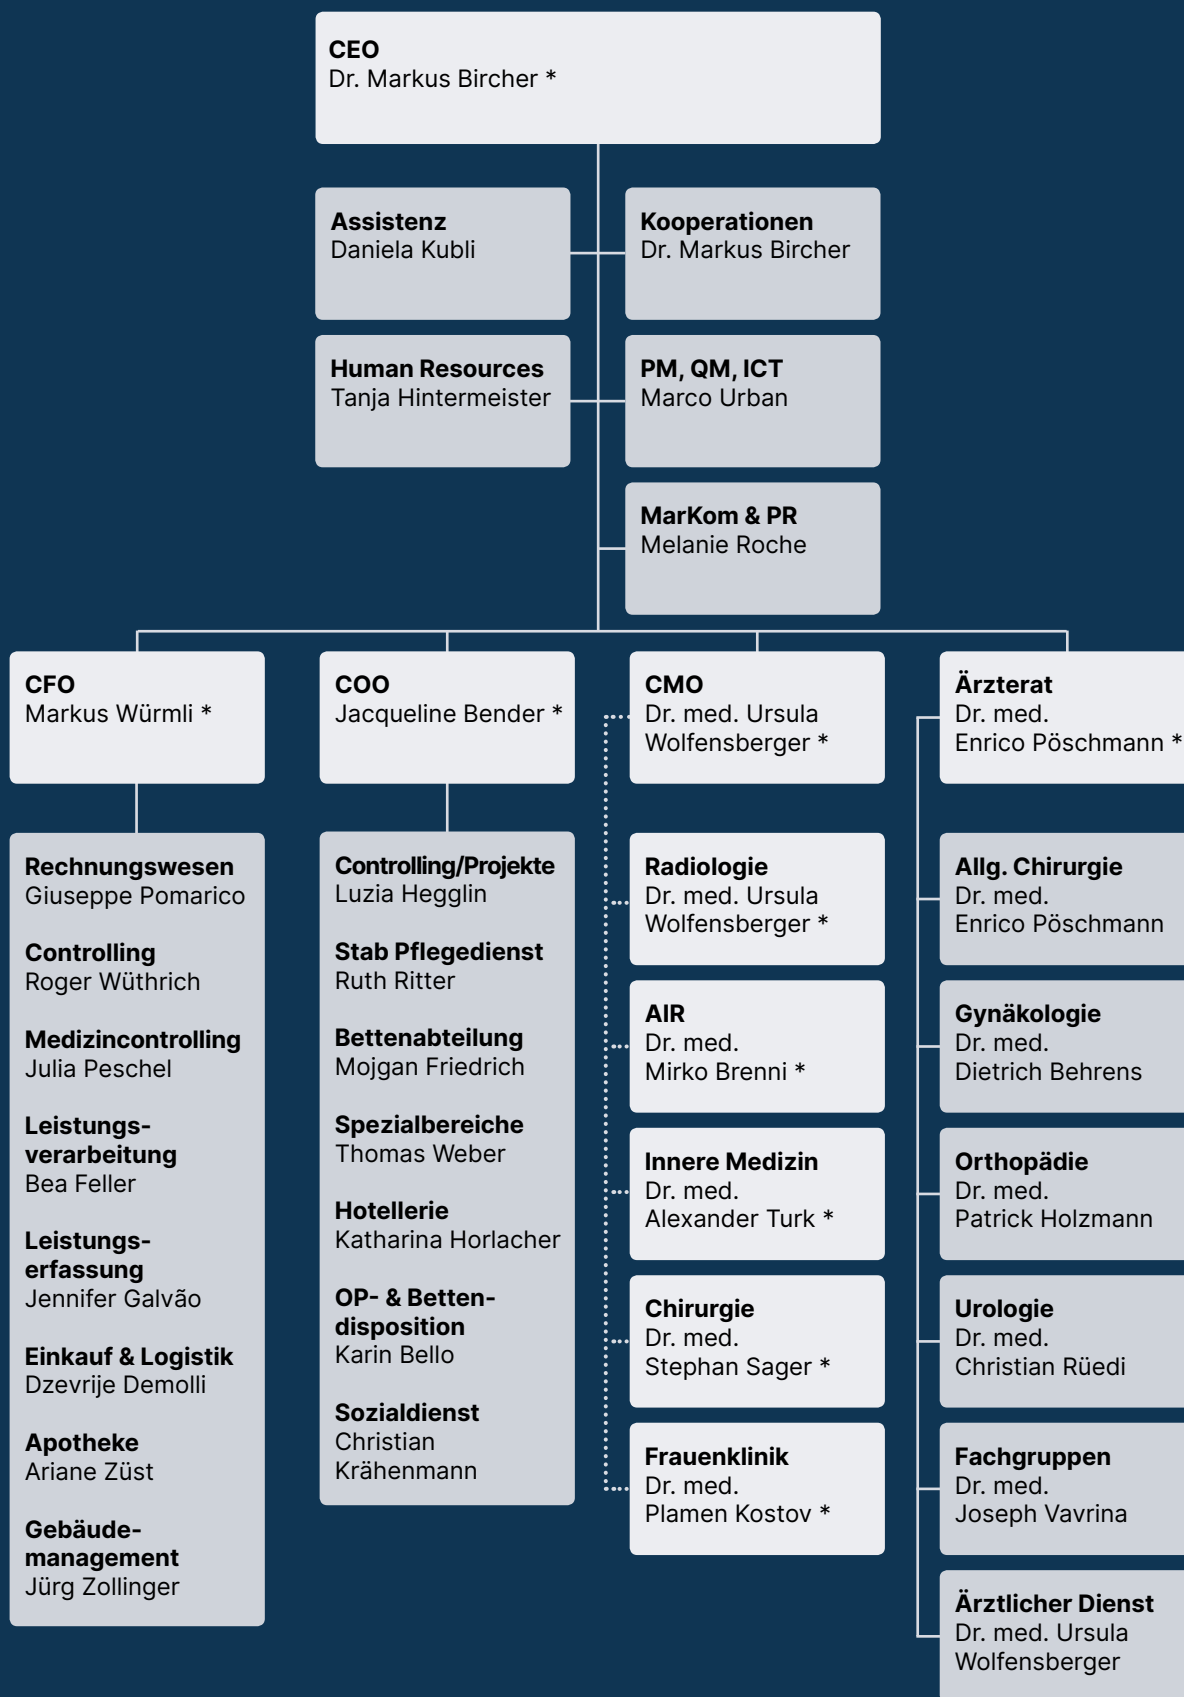 CEO
Dr. Markus Bircher *
Assistenz
Daniela Kubli
Kooperationen
Dr. Markus Bircher
Human Resources
Tanja Hintermeister
PM, QM, ICT
Marco Urban
MarKom & PR
Melanie Roche
CFO
Markus Würmli *
Rechnungswesen
Giuseppe Pomarico
Controlling
Roger Wüthrich
Medizincontrolling
Julia Peschel
Leistungs-
verarbeitung
Bea Feller
Leistungs-
erfassung
Jennifer Galvão
Einkauf & Logistik
Dzevrije Demolli
Apotheke
Ariane Züst
Gebäude-
management
Jürg Zollinger
COO
Jacqueline Bender *
Controlling/Projekte
Luzia Hegglin
Stab Pflegedienst
Ruth Ritter
Bettenabteilung
Mojgan Friedrich
Spezialbereiche
Thomas Weber
Hotellerie
Katharina Horlacher
OP- & Betten-
disposition
Karin Bello
Sozialdienst
Christian
Krähenmann
CMO
Dr. med. Ursula
Wolfensberger *
Radiologie
Dr. med. Ursula
Wolfensberger *
AIR
Dr. med.
Mirko Brenni *
Innere Medizin
Dr. med.
Alexander Turk *
Chirurgie
Dr. med.
Stephan Sager *
Frauenklinik
Dr. med.
Plamen Kostov *
Ärzterat
Dr. med.
Enrico Pöschmann *
Allg. Chirurgie
Dr. med.
Enrico Pöschmann
Gynäkologie
Dr. med.
Dietrich Behrens
Orthopädie
Dr. med.
Patrick Holzmann
Urologie
Dr. med.
Christian Rüedi
Fachgruppen
Dr. med.
Joseph Vavrina
Ärztlicher Dienst
Dr. med. Ursula
Wolfensberger